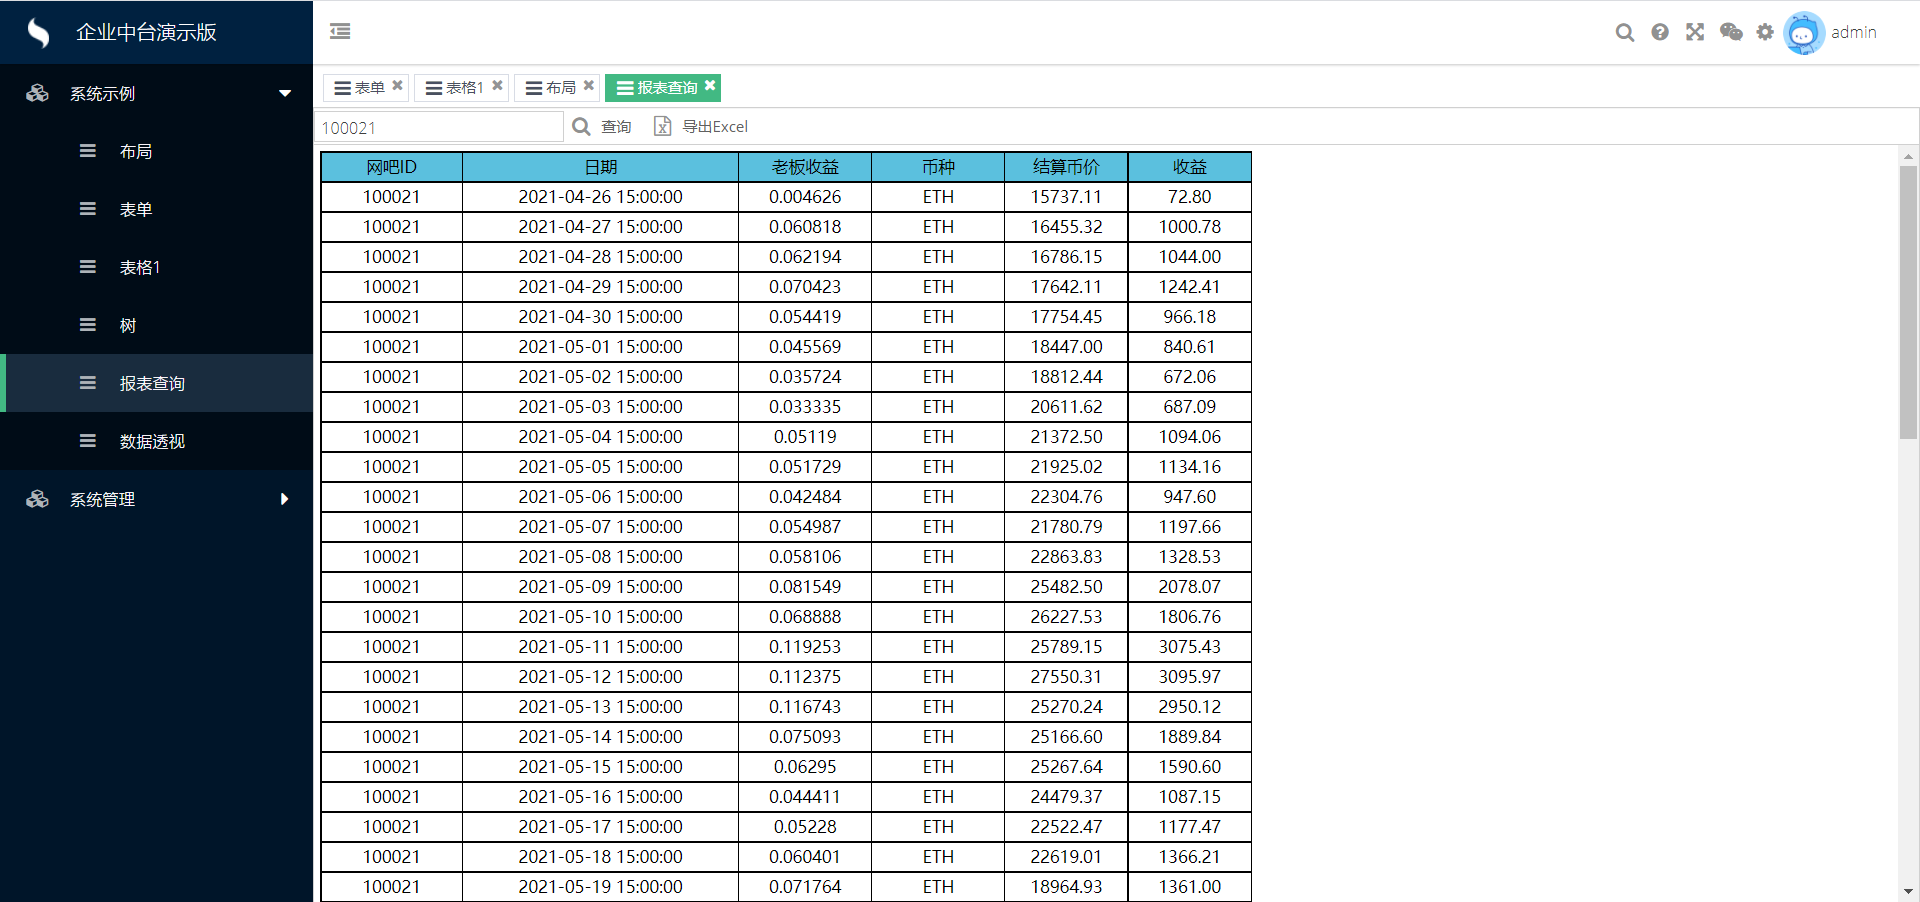 企业中台演示版
admin
系统示例
布局
表单
表格1
树
报表查询
数据透视
系统管理
表单 表格1 布局 报表查询
100021 查询 导出Excel
网吧ID 日期 老板收益 币种 结算币价 收益
100021 2021-04-26 15:00:00 0.004626 ETH 15737.11 72.80
100021 2021-04-27 15:00:00 0.060818 ETH 16455.32 1000.78
100021 2021-04-28 15:00:00 0.062194 ETH 16786.15 1044.00
100021 2021-04-29 15:00:00 0.070423 ETH 17642.11 1242.41
100021 2021-04-30 15:00:00 0.054419 ETH 17754.45 966.18
100021 2021-05-01 15:00:00 0.045569 ETH 18447.00 840.61
100021 2021-05-02 15:00:00 0.035724 ETH 18812.44 672.06
100021 2021-05-03 15:00:00 0.033335 ETH 20611.62 687.09
100021 2021-05-04 15:00:00 0.05119 ETH 21372.50 1094.06
100021 2021-05-05 15:00:00 0.051729 ETH 21925.02 1134.16
100021 2021-05-06 15:00:00 0.042484 ETH 22304.76 947.60
100021 2021-05-07 15:00:00 0.054987 ETH 21780.79 1197.66
100021 2021-05-08 15:00:00 0.058106 ETH 22863.83 1328.53
100021 2021-05-09 15:00:00 0.081549 ETH 25482.50 2078.07
100021 2021-05-10 15:00:00 0.068888 ETH 26227.53 1806.76
100021 2021-05-11 15:00:00 0.119253 ETH 25789.15 3075.43
100021 2021-05-12 15:00:00 0.112375 ETH 27550.31 3095.97
100021 2021-05-13 15:00:00 0.116743 ETH 25270.24 2950.12
100021 2021-05-14 15:00:00 0.075093 ETH 25166.60 1889.84
100021 2021-05-15 15:00:00 0.06295 ETH 25267.64 1590.60
100021 2021-05-16 15:00:00 0.044411 ETH 24479.37 1087.15
100021 2021-05-17 15:00:00 0.05228 ETH 22522.47 1177.47
100021 2021-05-18 15:00:00 0.060401 ETH 22619.01 1366.21
100021 2021-05-19 15:00:00 0.071764 ETH 18964.93 1361.00